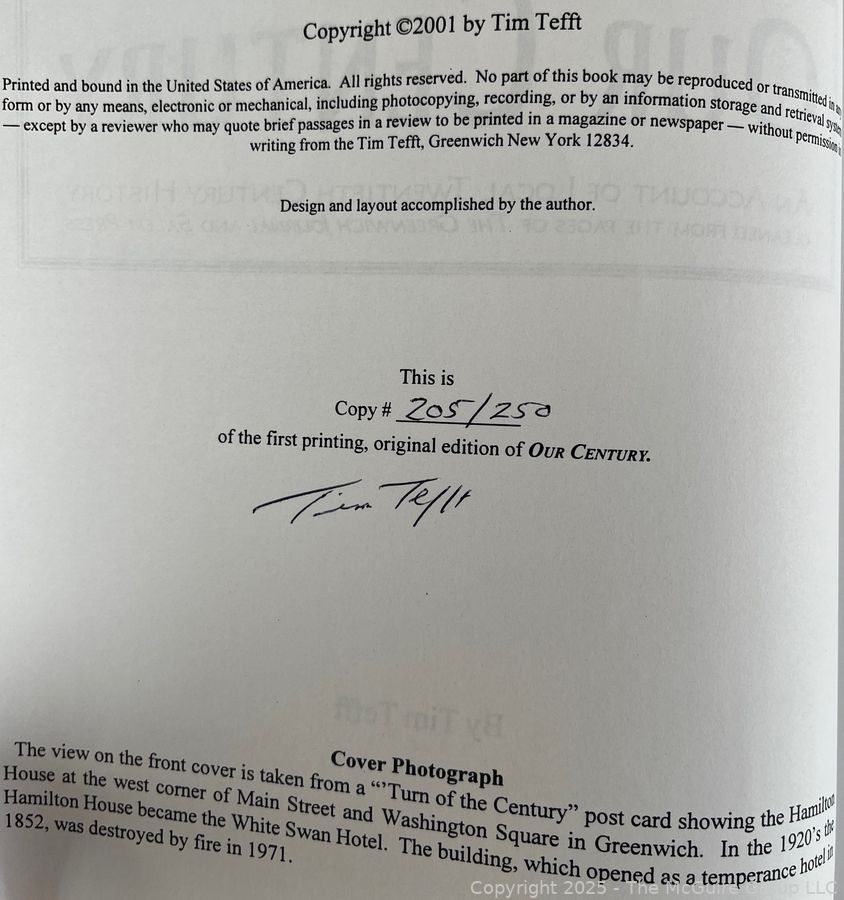 Copyright ©2001 by Tim Tefft
Printed and bound in the United States of America. All rights reserved. No part of this book may be reproduced or transmitted in any
form or by any means, electronic or mechanical, including photocopying, recording, or by an information storage and retrieval system
— except by a reviewer who may quote brief passages in a review to be printed in a magazine or newspaper — without permission in
writing from the Tim Tefft, Greenwich New York 12834.
Design and layout accomplished by the author.
This is
Copy # 205/250
of the first printing, original edition of OUR CENTURY.
Tim Tefft
Cover Photograph
The view on the front cover is taken from a “’Turn of the Century” post card showing the Hamilton
House at the west corner of Main Street and Washington Square in Greenwich. In the 1920’s the
Hamilton House became the White Swan Hotel. The building, which opened as a temperance hotel in
1852, was destroyed by fire in 1971.
Copyright 2025 - The McGuire Group LLC